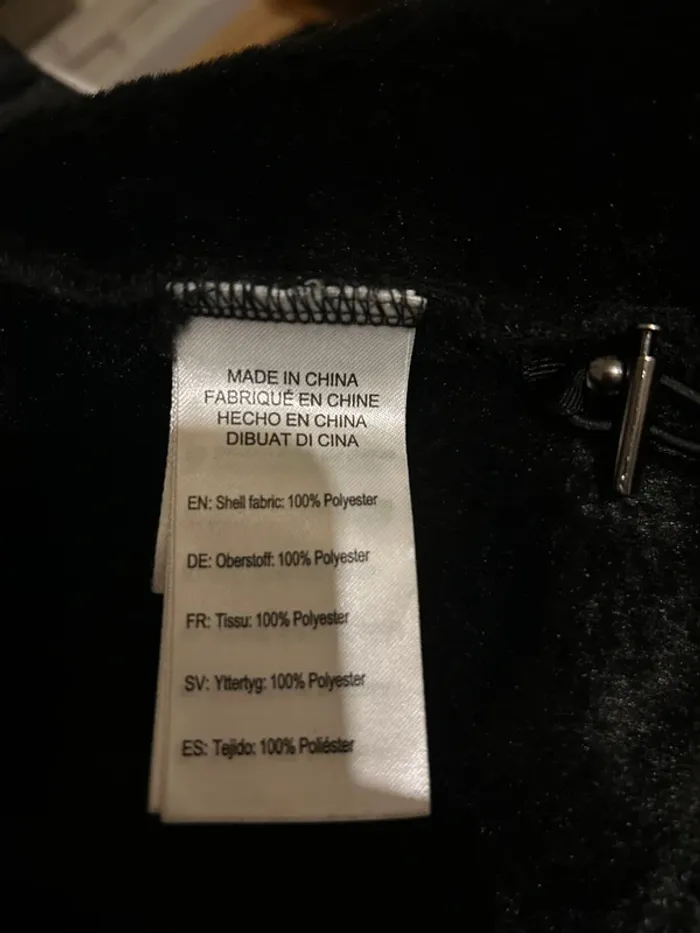 MADE IN CHINA
FABRIQUÉ EN CHINE
HECHO EN CHINA
DIBUAT DI CINA
EN: Shell fabric: 100% Polyester
DE: Oberstoff: 100% Polyester
FR: Tissu: 100% Polyester
SV: Yttertyg: 100% Polyester
ES: Tejido: 100% Poliéster